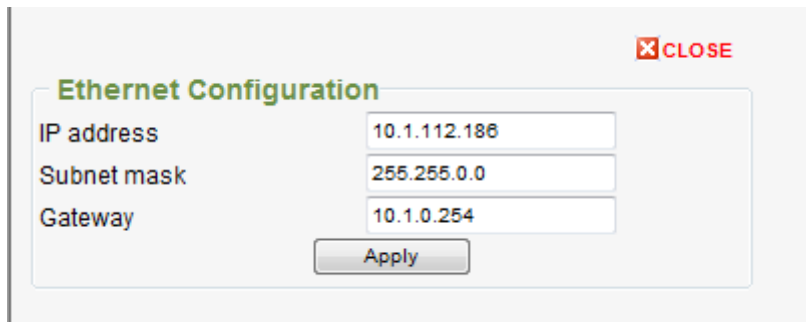 CLOSE
Ethernet Configuration
IP address 10.1.112.186
Subnet mask 255.255.0.0
Gateway 10.1.0.254
Apply